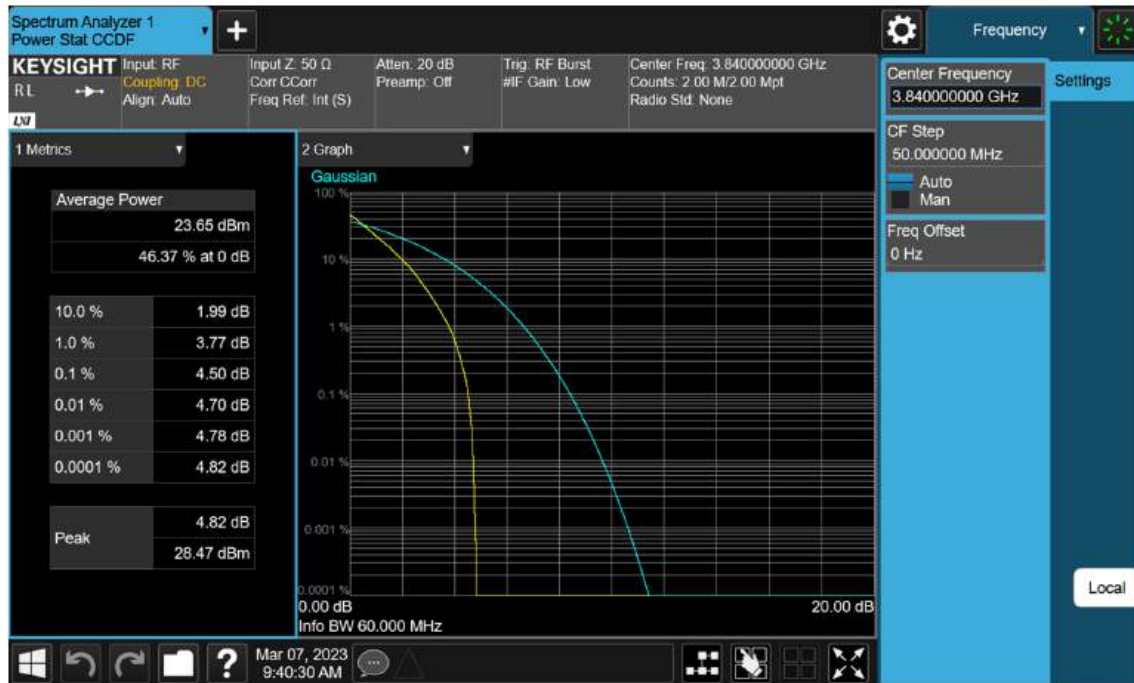 Spectrum Analyzer 1
Power Stat CCDF
Frequency
KEYSIGHT
RL
LXI
Input: RF
Coupling: DC
Align: Auto
Input Z: 50 Ω
Corr CCorr
Freq Ref: Int (S)
Atten: 20 dB
Preamp: Off
Trig: RF Burst
#IF Gain: Low
Center Freq: 3.840000000 GHz
Counts: 2.00 M/2.00 Mpt
Radio Std: None
Center Frequency
3.840000000 GHz
Settings
CF Step
50.000000 MHz
Auto
Man
Freq Offset
0 Hz
1 Metrics
Average Power
23.65 dBm
46.37 % at 0 dB
10.0 % 1.99 dB
1.0 % 3.77 dB
0.1 % 4.50 dB
0.01 % 4.70 dB
0.001 % 4.78 dB
0.0001 % 4.82 dB
Peak
4.82 dB
28.47 dBm
2 Graph
Gaussian
100 %
10 %
1 %
0.1 %
0.01 %
0.001 %
0.0001 %
0.00 dB 20.00 dB
Info BW 60.000 MHz
Local
?
Mar 07, 2023
9:40:30 AM